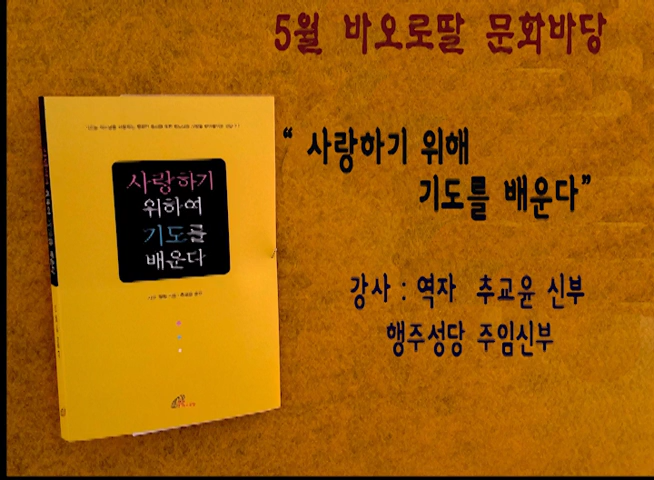 5월 바오로딸 문화바당
“ 사랑하기 위해
기도를 배운다”
강사 : 역자 추교윤 신부
행주성당 주임신부
사랑하기
위하여
기도를
배운다